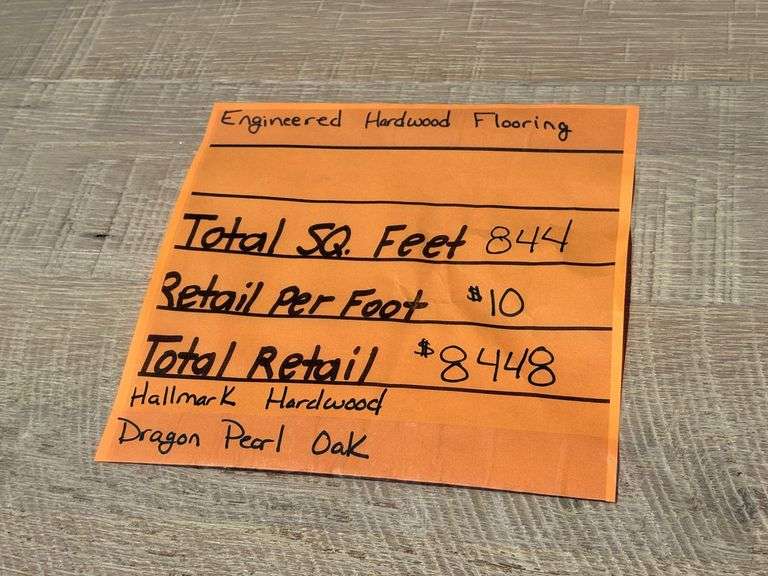 Engineered Hardwood Flooring
Total SQ. Feet 844
Retail Per Foot $10
Total Retail $8448
Hallmark Hardwood
Dragon Pearl Oak